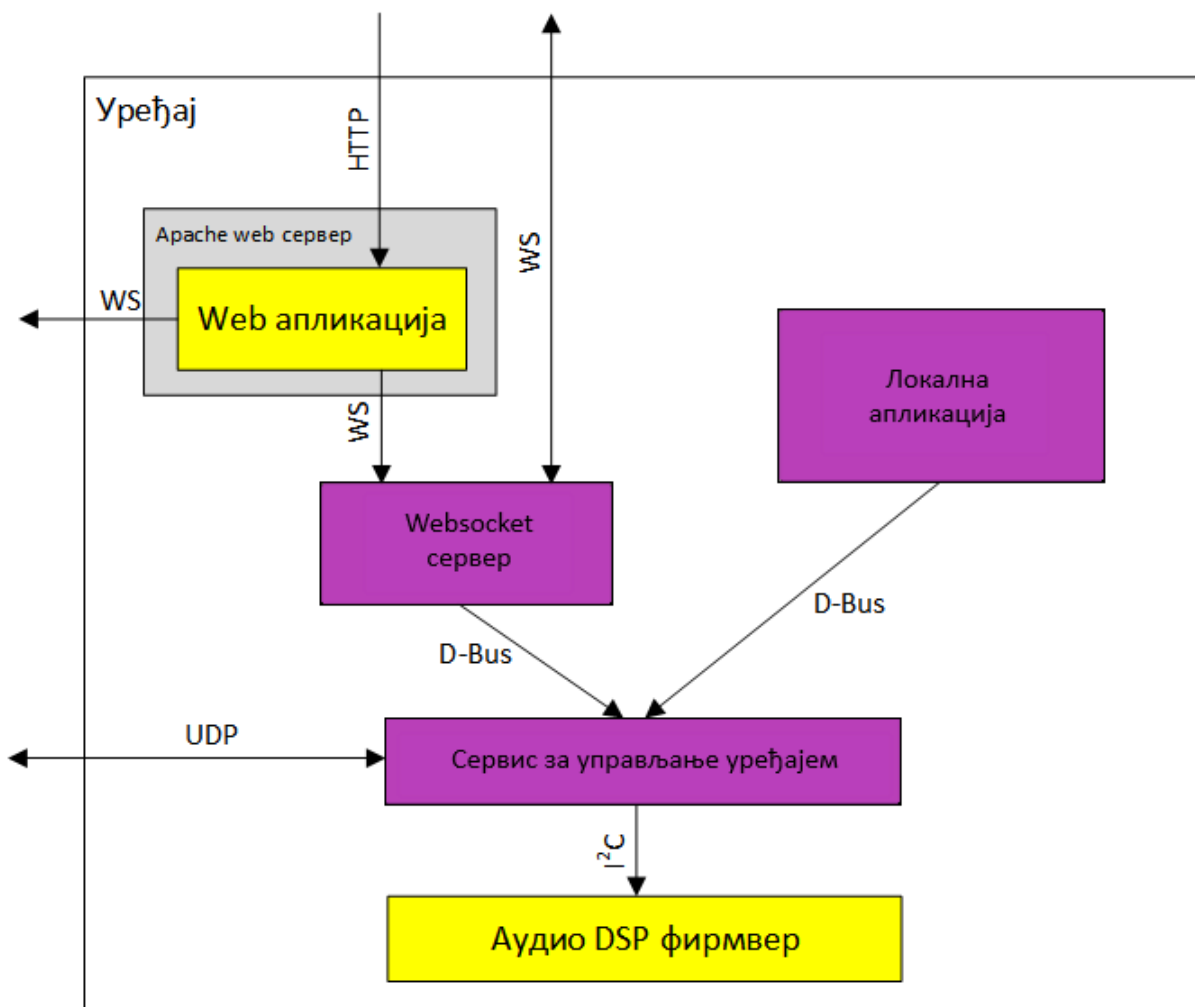 Уређај
HTTP
WS
Apache web сервер
WS
Web апликација
WS
Локална
апликација
Websocket
сервер
D-Bus
D-Bus
UDP
Сервис за управљање уређајем
I²C
Аудио DSP фирмвер